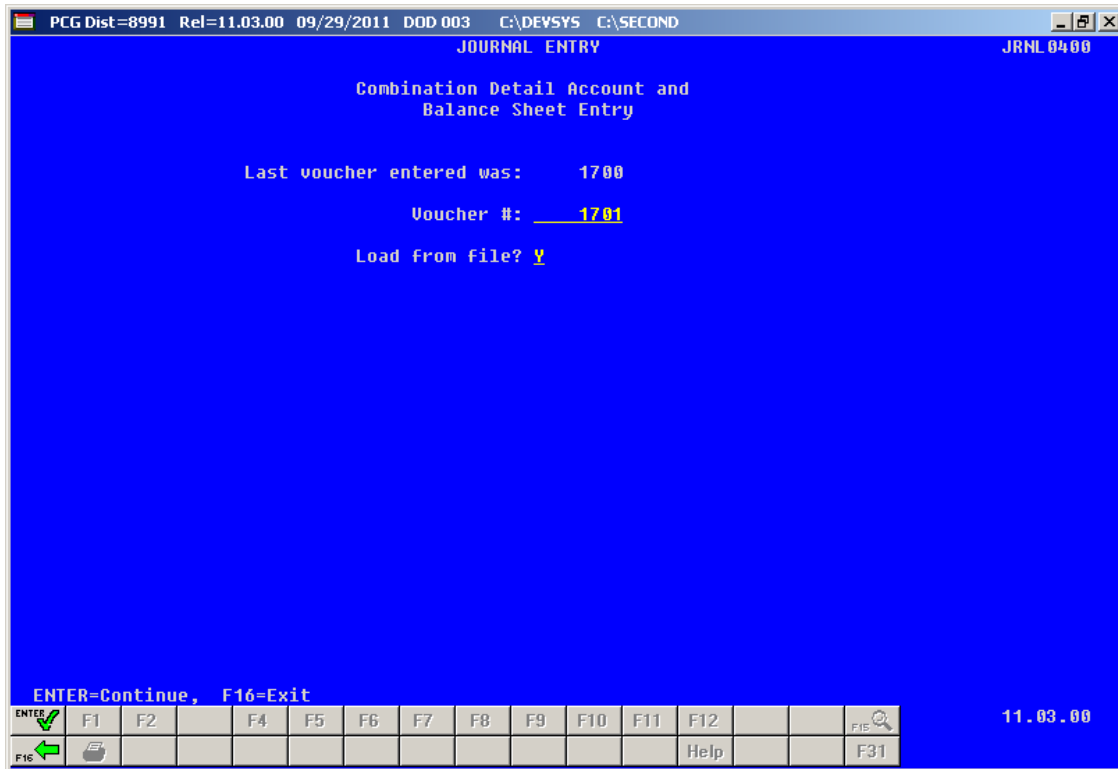 PCG Dist=8991 Rel=11.03.00 09/29/2011 DOD 003 C:\DEVSYS C:\SECOND
JOURNAL ENTRY JRNL0400
Combination Detail Account and
Balance Sheet Entry
Last voucher entered was: 1700
Voucher #: 1701
Load from file? Y
ENTER=Continue, F16=Exit
ENTER F1 F2 F4 F5 F6 F7 F8 F9 F10 F11 F12 F15 11.03.00
F16 Help F31